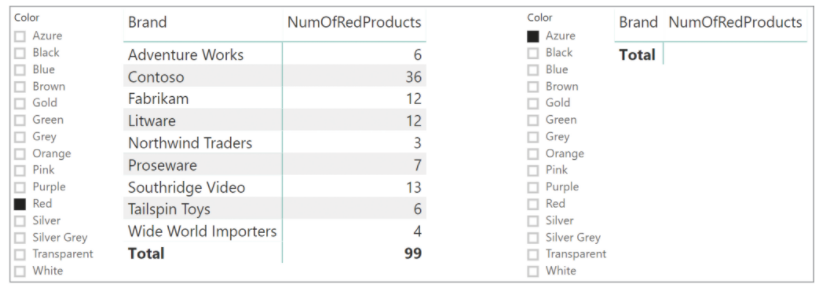 Color
Azure
Black
Blue
Brown
Gold
Green
Grey
Orange
Pink
Purple
Red
Silver
Silver Grey
Transparent
White
Brand NumOfRedProducts
Adventure Works 6
Contoso 36
Fabrikam 12
Litware 12
Northwind Traders 3
Proseware 7
Southridge Video 13
Tailspin Toys 6
Wide World Importers 4
Total 99
Color
Azure
Black
Blue
Brown
Gold
Green
Grey
Orange
Pink
Purple
Red
Silver
Silver Grey
Transparent
White
Brand NumOfRedProducts
Total